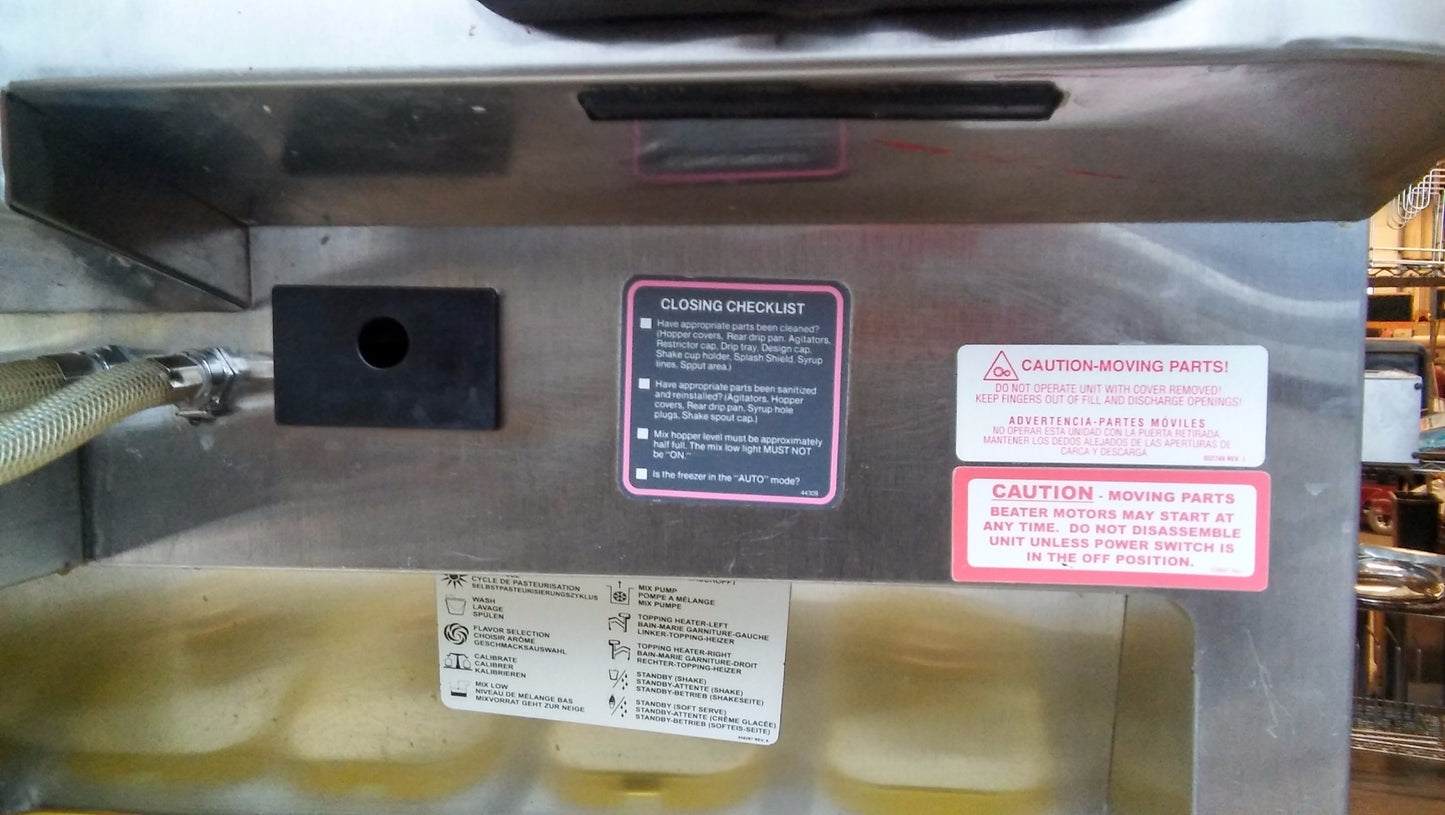 CLOSING CHECKLIST
Have appropriate parts been cleaned?
(Hopper covers, Rear drip pan, Agitators,
Restrictor cap, Drip tray, Design cap,
Shake cup holder, Splash Shield, Syrup
lines, Spout area.)
Have appropriate parts been sanitized
and reinstalled? (Agitators, Hopper
covers, Rear drip pan, Syrup hole
plugs, Shake spout cap.)
Mix hopper level must be approximately
half full. The mix low light MUST NOT
be "ON."
Is the freezer in the "AUTO" mode?
44309
CAUTION-MOVING PARTS!
DO NOT OPERATE UNIT WITH COVER REMOVED!
KEEP FINGERS OUT OF FILL AND DISCHARGE OPENINGS!
ADVERTENCIA-PARTES MÓVILES
NO OPERAR ESTA UNIDAD CON LA PUERTA RETIRADA,
MANTENER LOS DEDOS ALEJADOS DE LAS APERTURAS DE
CARCA Y DESCARGA.
CAUTION - MOVING PARTS
BEATER MOTORS MAY START AT
ANY TIME. DO NOT DISASSEMBLE
UNIT UNLESS POWER SWITCH IS
IN THE OFF POSITION.
CYCLE DE PASTEURISATION
SELBSTPASTEURISIERUNGSZYKLUS
WASH
LAVAGE
SPÜLEN
FLAVOR SELECTION
CHOISIR ARÔME
GESCHMACKSAUSWAHL
CALIBRATE
CALIBRER
KALIBRIEREN
MIX LOW
NIVEAU DE MÉLANGE BAS
MIXVORRAT GEHT ZUR NEIGE
MIX PUMP
POMPE A MÉLANGE
MIX PUMPE
TOPPING HEATER-LEFT
BAIN-MARIE GARNITURE-GAUCHE
LINKER-TOPPING-HEIZER
TOPPING HEATER-RIGHT
BAIN-MARIE GARNITURE-DROIT
RECHTER-TOPPING-HEIZER
STANDBY (SHAKE)
STANDBY-ATTENTE (SHAKE)
STANDBY-BETRIEB (SHAKESEITE)
STANDBY (SOFT SERVE)
STANDBY-ATTENTE (CRÈME GLACÉE)
STANDBY-BETRIEB (SOFTEIS-SEITE)